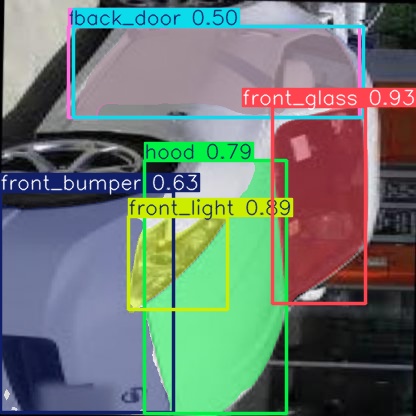 back_door 0.50
front_glass 0.93
hood 0.79
front_bumper 0.63
front_light 0.89